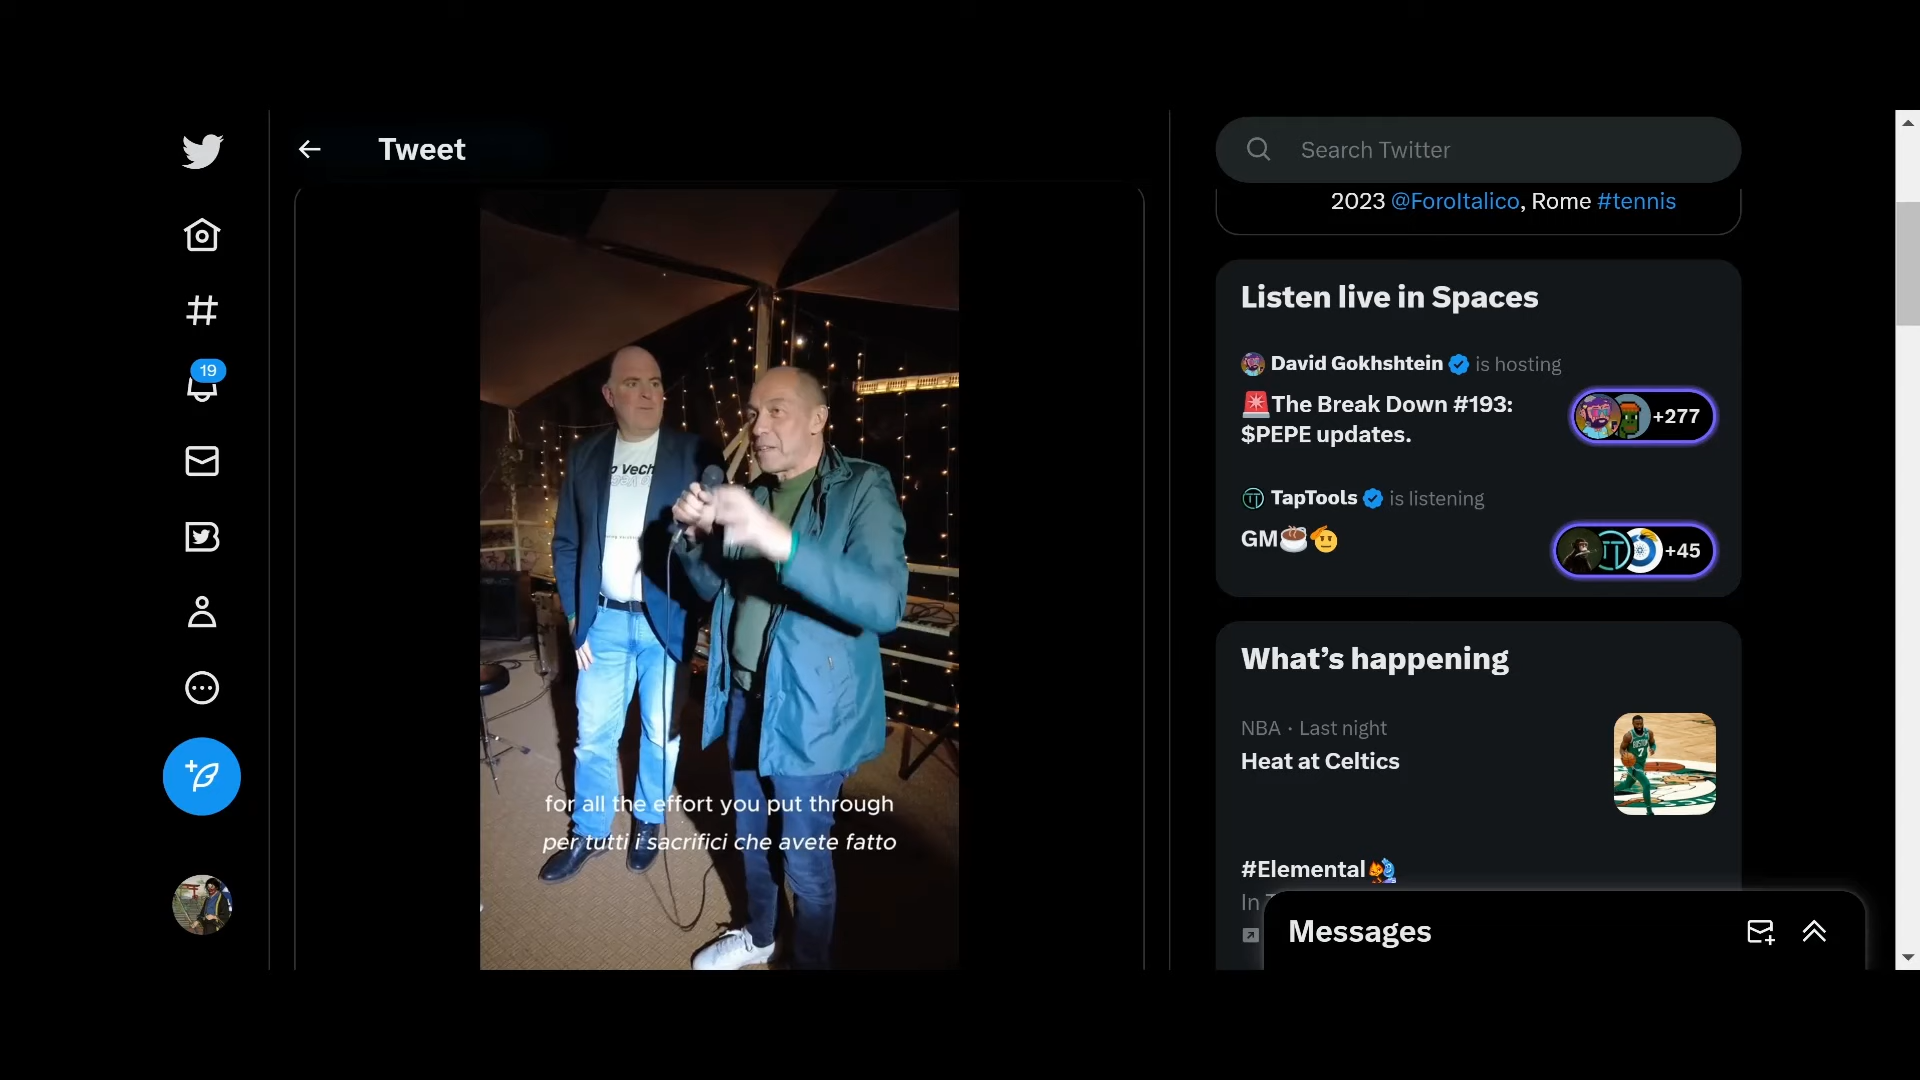 Tweet
for all the effort you put through
per tutti i sacrifici che avete fatto
19
Search Twitter
2023 @ForoItalico, Rome #tennis
Listen live in Spaces
David Gokhshtein is hosting
🚨The Break Down #193:
$PEPE updates.
+277
TapTools is listening
GM☕🫡
+45
What's happening
NBA · Last night
Heat at Celtics
#Elemental
In
Messages